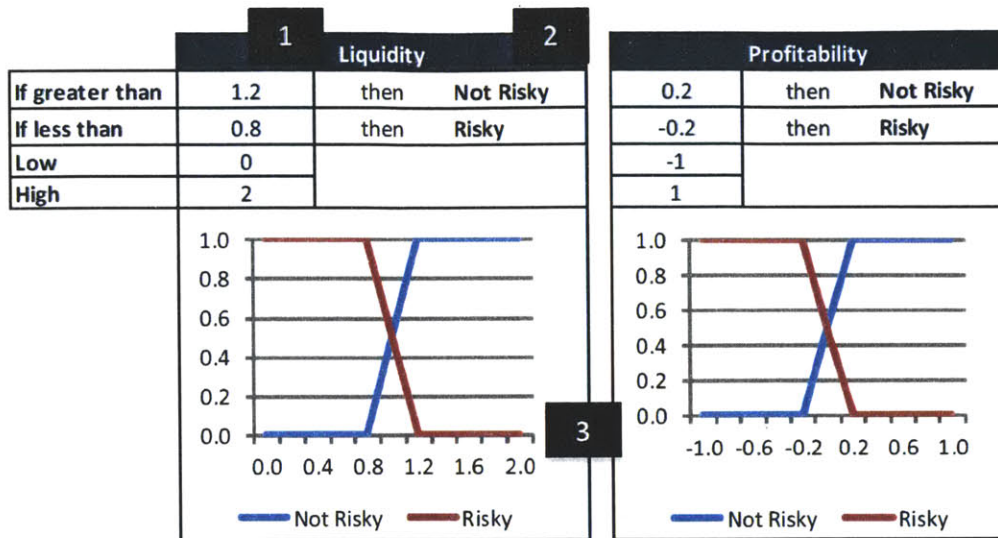 1 2
Liquidity Profitability
If greater than 1.2 then Not Risky 0.2 then Not Risky
If less than 0.8 then Risky -0.2 then Risky
Low 0 -1
High 2 1
1.0 1.0
0.8 0.8
0.6 0.6
0.4 0.4
0.2 0.2
0.0 0.0
3
0.0 0.4 0.8 1.2 1.6 2.0 -1.0 -0.6 -0.2 0.2 0.6 1.0
Not Risky Risky Not Risky Risky